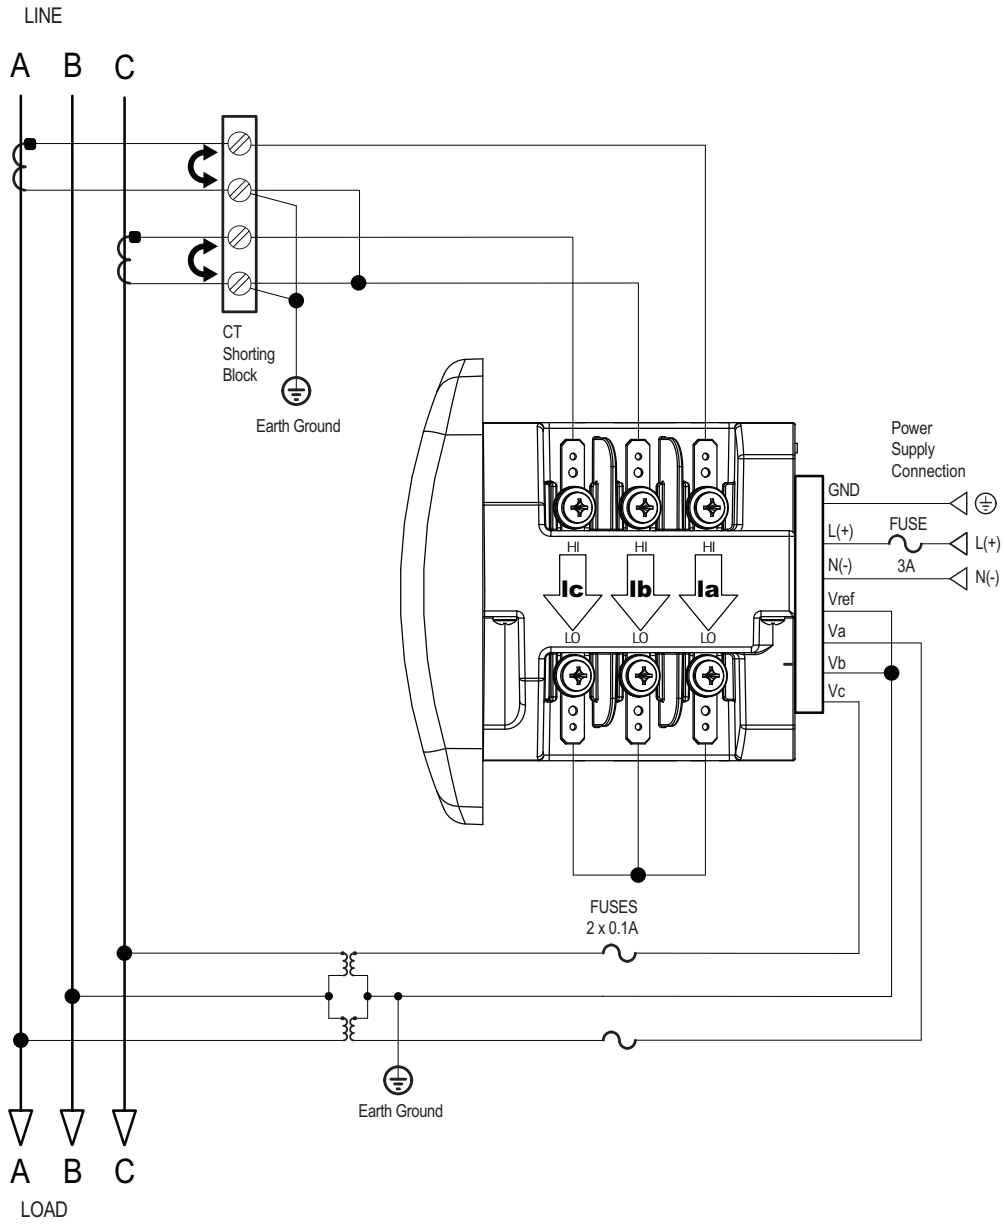 LINE
A B C
CT
Shorting
Block
Earth Ground
Power
Supply
Connection
GND
L(+)
FUSE
L(+)
N(-)
3A
N(-)
Vref
Va
Vb
Vc
HI HI HI
Ic Ib Ia
LO LO LO
FUSES
2 x 0.1A
Earth Ground
A B C
LOAD